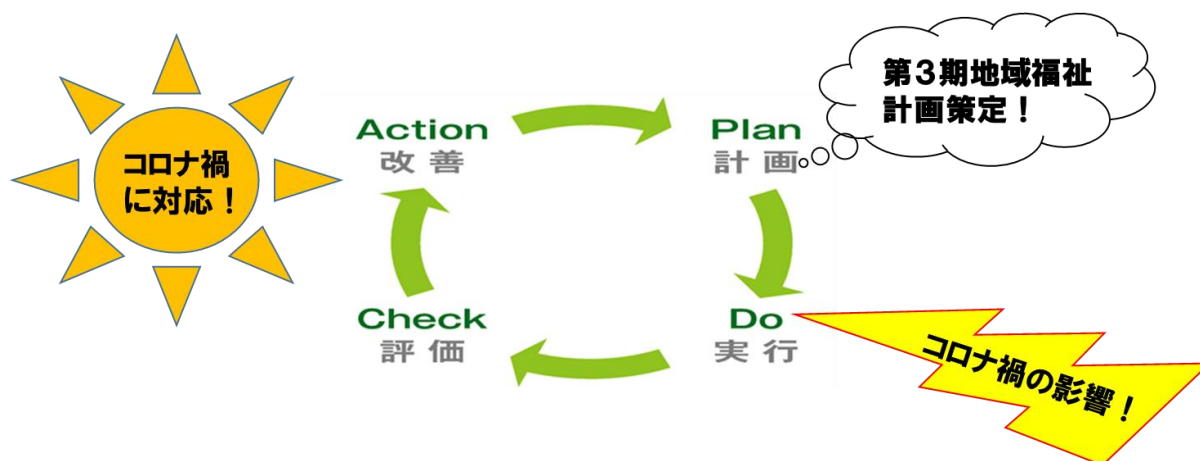 第３期地域福祉
計画策定！
コロナ禍
に対応！
Action
改善
Plan
計画
Check
評価
Do
実行
コロナ禍の影響！